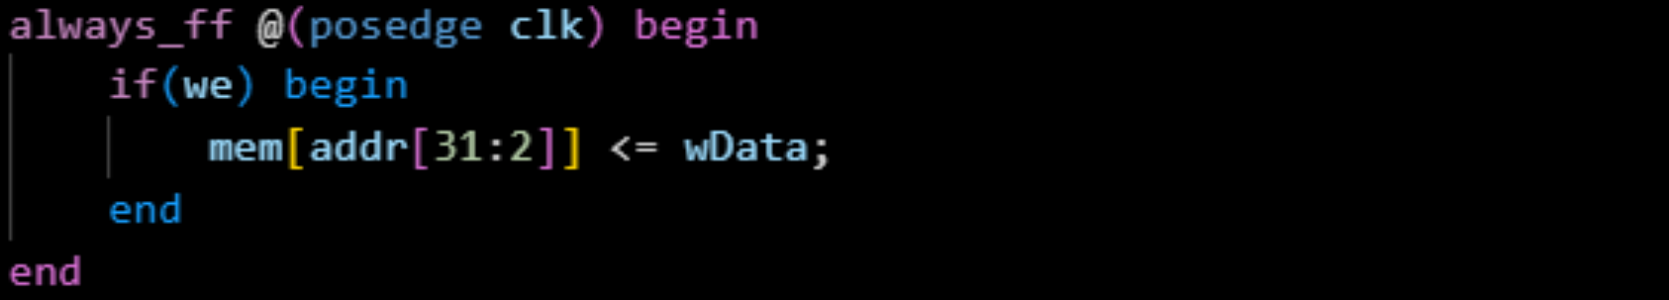 always_ff @(posedge clk) begin
    if(we) begin
        mem[addr[31:2]] <= wData;
    end
end